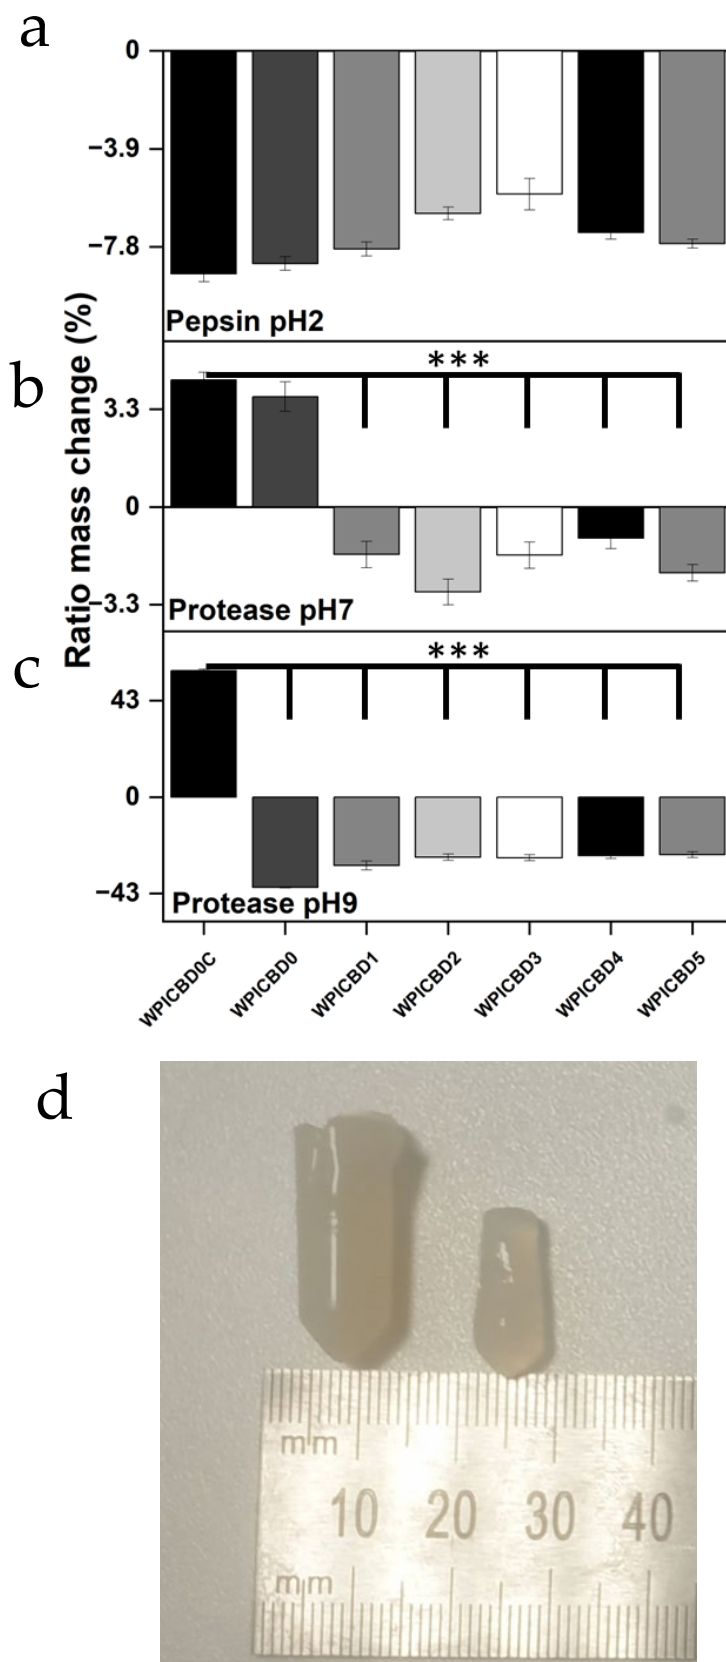 a
0
−3.9
−7.8
Pepsin pH2
b
***
3.3
0
−3.3
Protease pH7
Ratio mass change (%)
c
***
43
0
−43
Protease pH9
WPICBD0C WPICBD0 WPICBD1 WPICBD2 WPICBD3 WPICBD4 WPICBD5
d
mm
10 20 30 40
mm